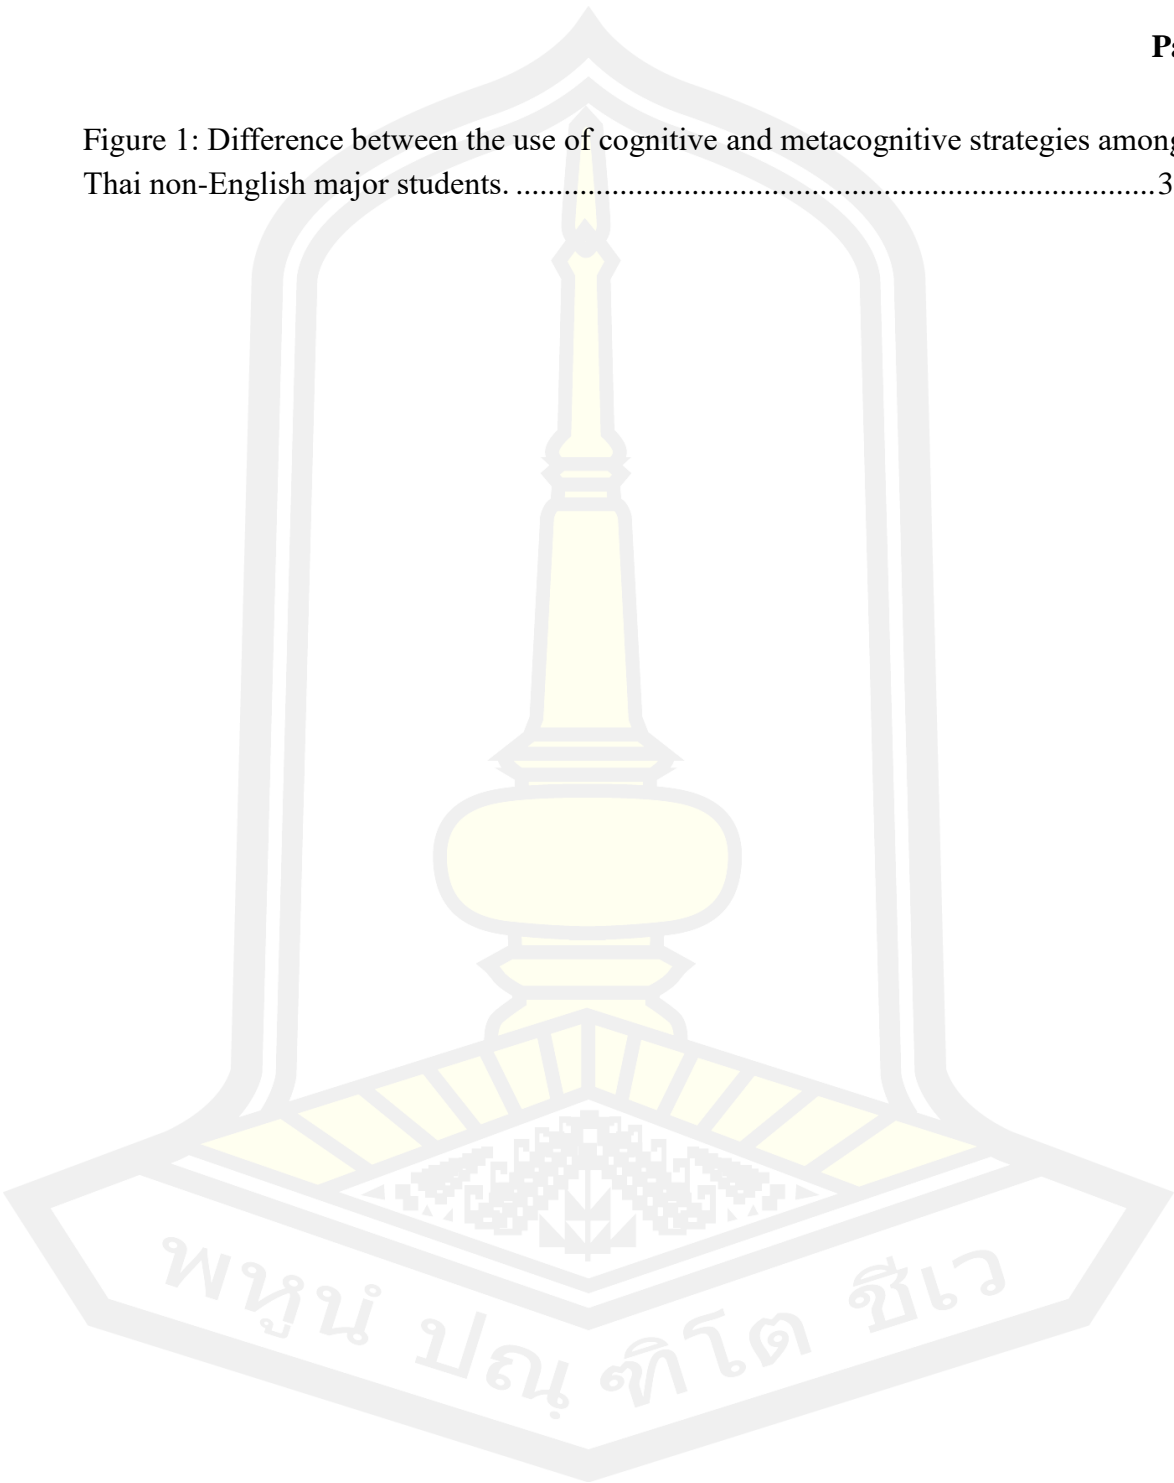 Pa
Figure 1: Difference between the use of cognitive and metacognitive strategies among
Thai non-English major students. ................................................................................3
พหูนํ ปณฺฑิโต ชีเว